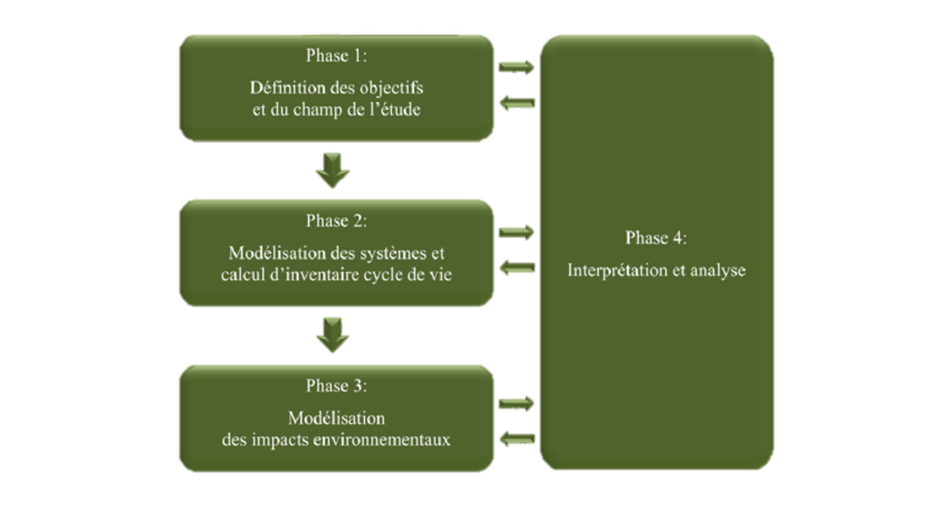 Phase 1:
Définition des objectifs
et du champ de l’étude
Phase 2:
Modélisation des systèmes et
calcul d’inventaire cycle de vie
Phase 3:
Modélisation
des impacts environnementaux
Phase 4:
Interprétation et analyse